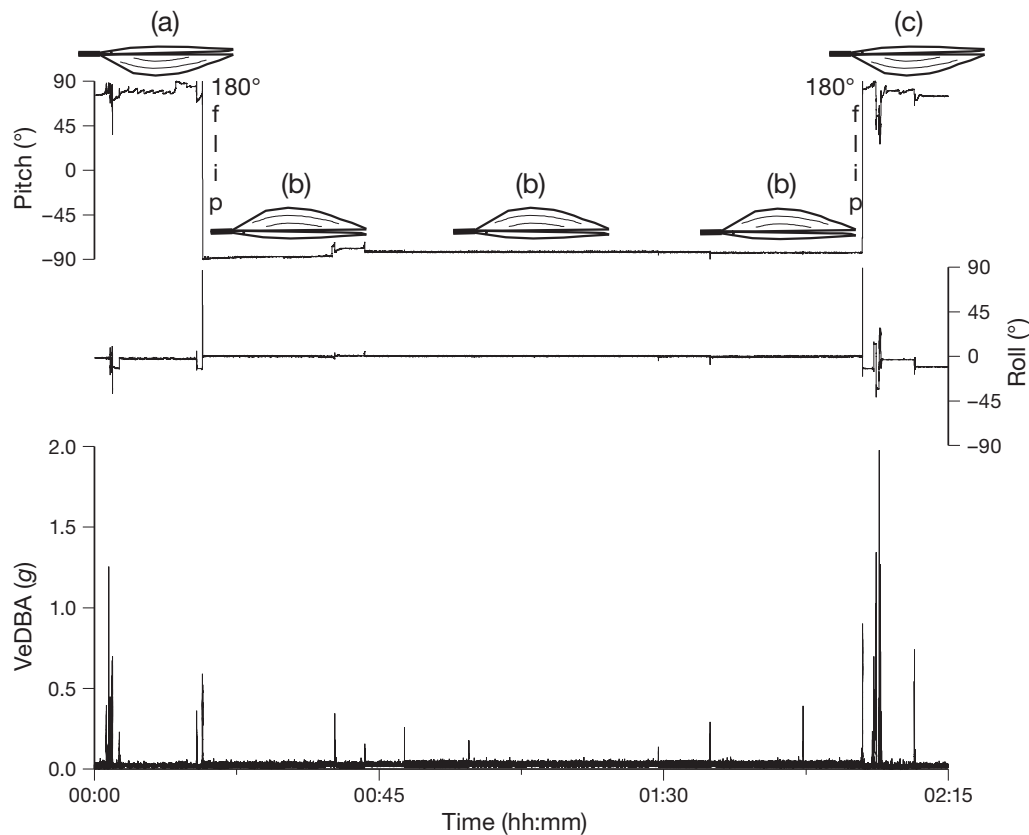 (a)
(c)
90
45
0
−45
−90
Pitch (°)
180°
f
l
i
p
180°
f
l
i
p
(b)
(b)
(b)
90
45
0
−45
−90
Roll (°)
2.0
1.5
1.0
0.5
0.0
VeDBA (g)
00:00
00:45
01:30
02:15
Time (hh:mm)